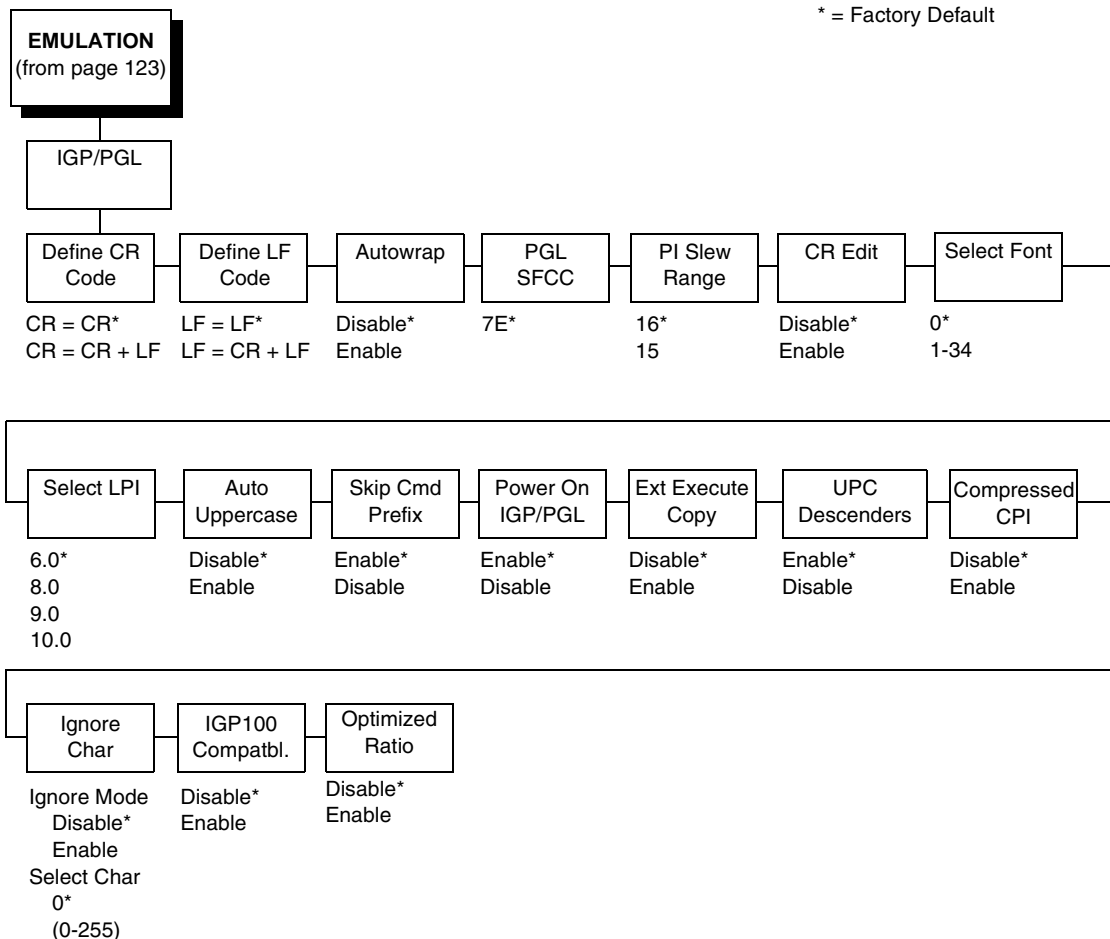 * = Factory Default
EMULATION
(from page 123)
IGP/PGL
Define CR
Code
CR = CR*
CR = CR + LF
Define LF
Code
LF = LF*
LF = CR + LF
Autowrap
Disable*
Enable
PGL
SFCC
7E*
PI Slew
Range
16*
15
CR Edit
Disable*
Enable
Select Font
0*
1-34
Select LPI
6.0*
8.0
9.0
10.0
Auto
Uppercase
Disable*
Enable
Skip Cmd
Prefix
Enable*
Disable
Power On
IGP/PGL
Enable*
Disable
Ext Execute
Copy
Disable*
Enable
UPC
Descenders
Enable*
Disable
Compressed
CPI
Disable*
Enable
Ignore
Char
Ignore Mode
Disable*
Enable
Select Char
0*
(0-255)
IGP100
Compatbl.
Disable*
Enable
Optimized
Ratio
Disable*
Enable